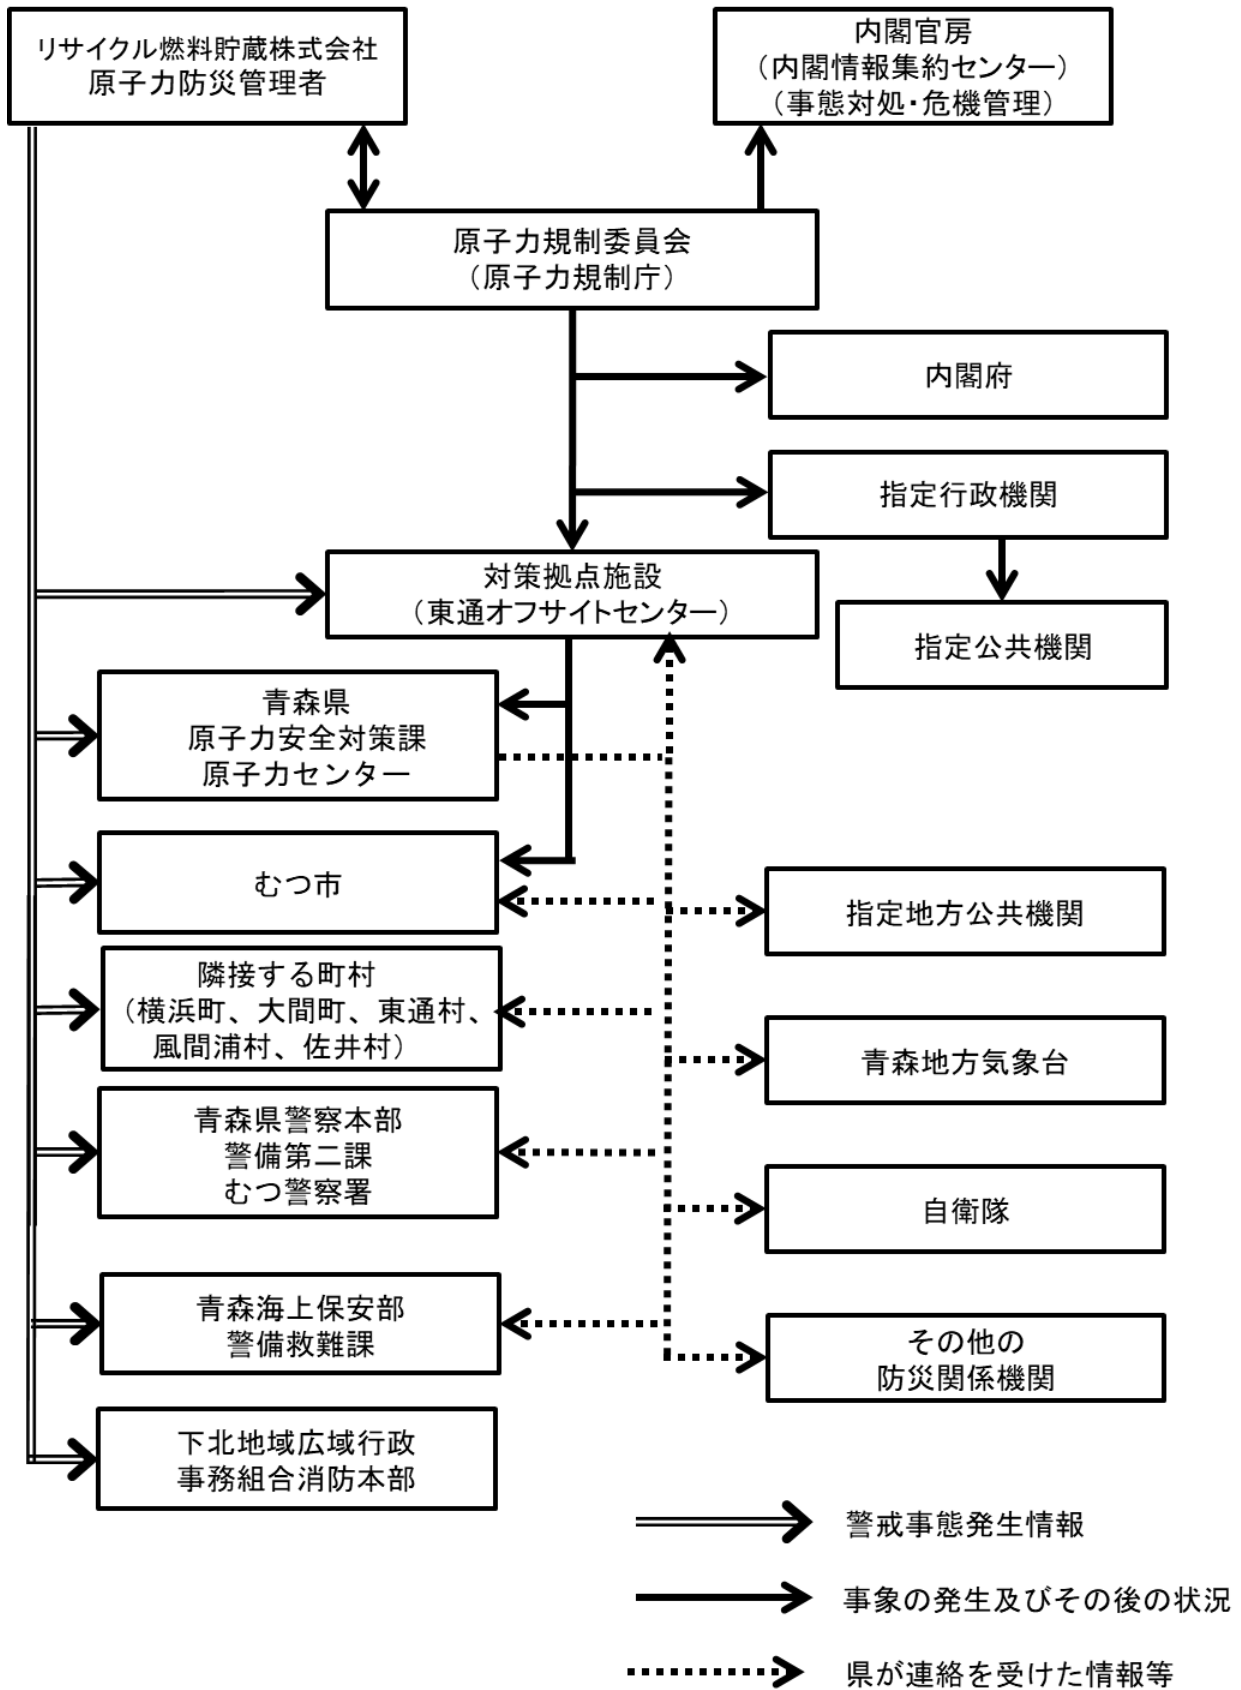 リサイクル燃料貯蔵株式会社
原子力防災管理者
内閣官房
（内閣情報集約センター）
（事態対処・危機管理）
原子力規制委員会
（原子力規制庁）
内閣府
指定行政機関
対策拠点施設
（東通オフサイトセンター）
指定公共機関
青森県
原子力安全対策課
原子力センター
むつ市
指定地方公共機関
隣接する町村
（横浜町、大間町、東通村、
風間浦村、佐井村）
青森地方気象台
青森県警察本部
警備第二課
むつ警察署
自衛隊
青森海上保安部
警備救難課
その他の
防災関係機関
下北地域広域行政
事務組合消防本部
警戒事態発生情報
事象の発生及びその後の状況
県が連絡を受けた情報等